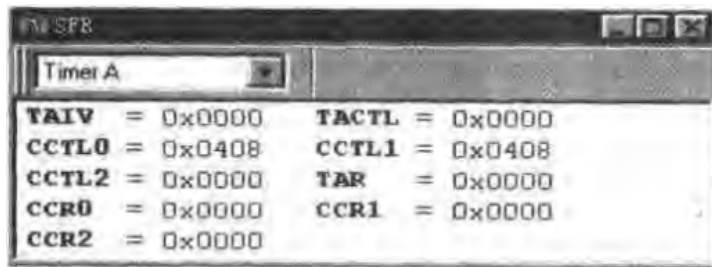 SFR
Timer A
TAIV = 0x0000 TACTL = 0x0000
CCTL0 = 0x0408 CCTL1 = 0x0408
CCTL2 = 0x0000 TAR = 0x0000
CCR0 = 0x0000 CCR1 = 0x0000
CCR2 = 0x0000